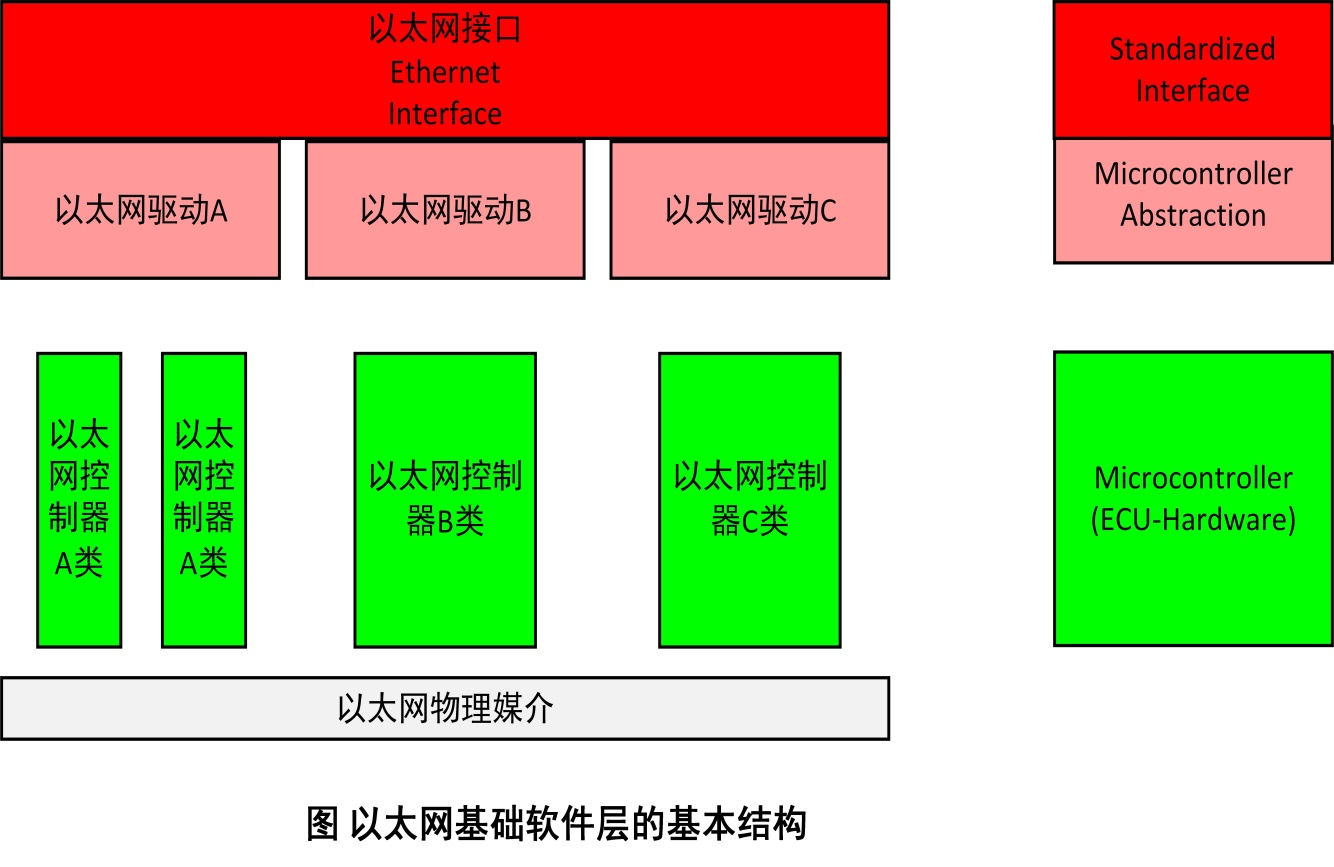 以太网接口
Ethernet
Interface
Standardized
Interface
以太网驱动A
以太网驱动B
以太网驱动C
Microcontroller
Abstraction
以太
网控
制器
A类
以太
网控
制器
A类
以太网控制
器B类
以太网控制
器C类
Microcontroller
(ECU-Hardware)
以太网物理媒介
图 以太网基础软件层的基本结构